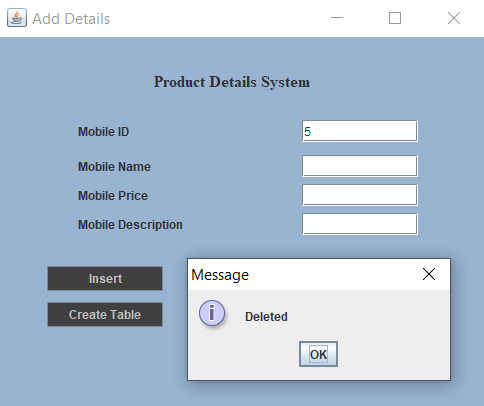 Add Details
Product Details System
Mobile ID
5
Mobile Name
Mobile Price
Mobile Description
Insert
Create Table
Message
Deleted
OK